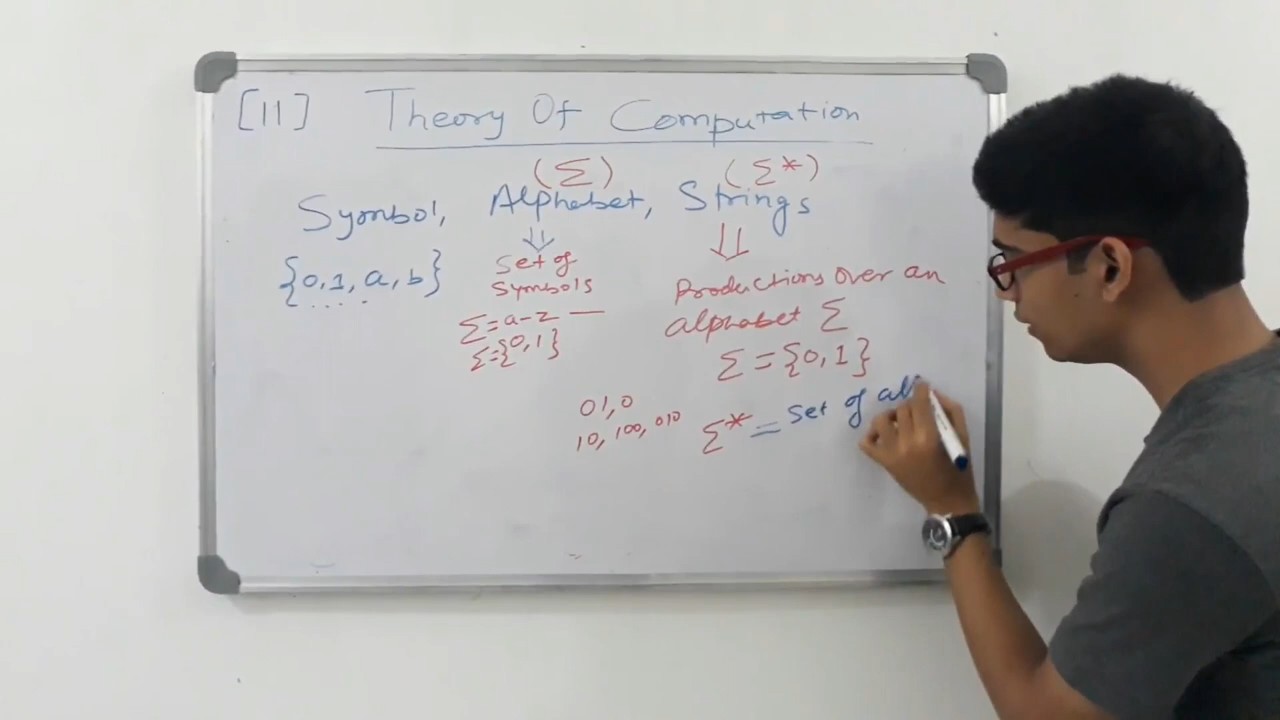 [11] Theory Of Computation
(Σ) (Σ*)
Symbol, Alphabet, Strings
{0,1,a,b}
Set of
Symbols
Σ=a-z —
Σ={0,1}
Productions over an
alphabet Σ
Σ={0,1}
01,0
10, 100, 010
Σ* = Set of all